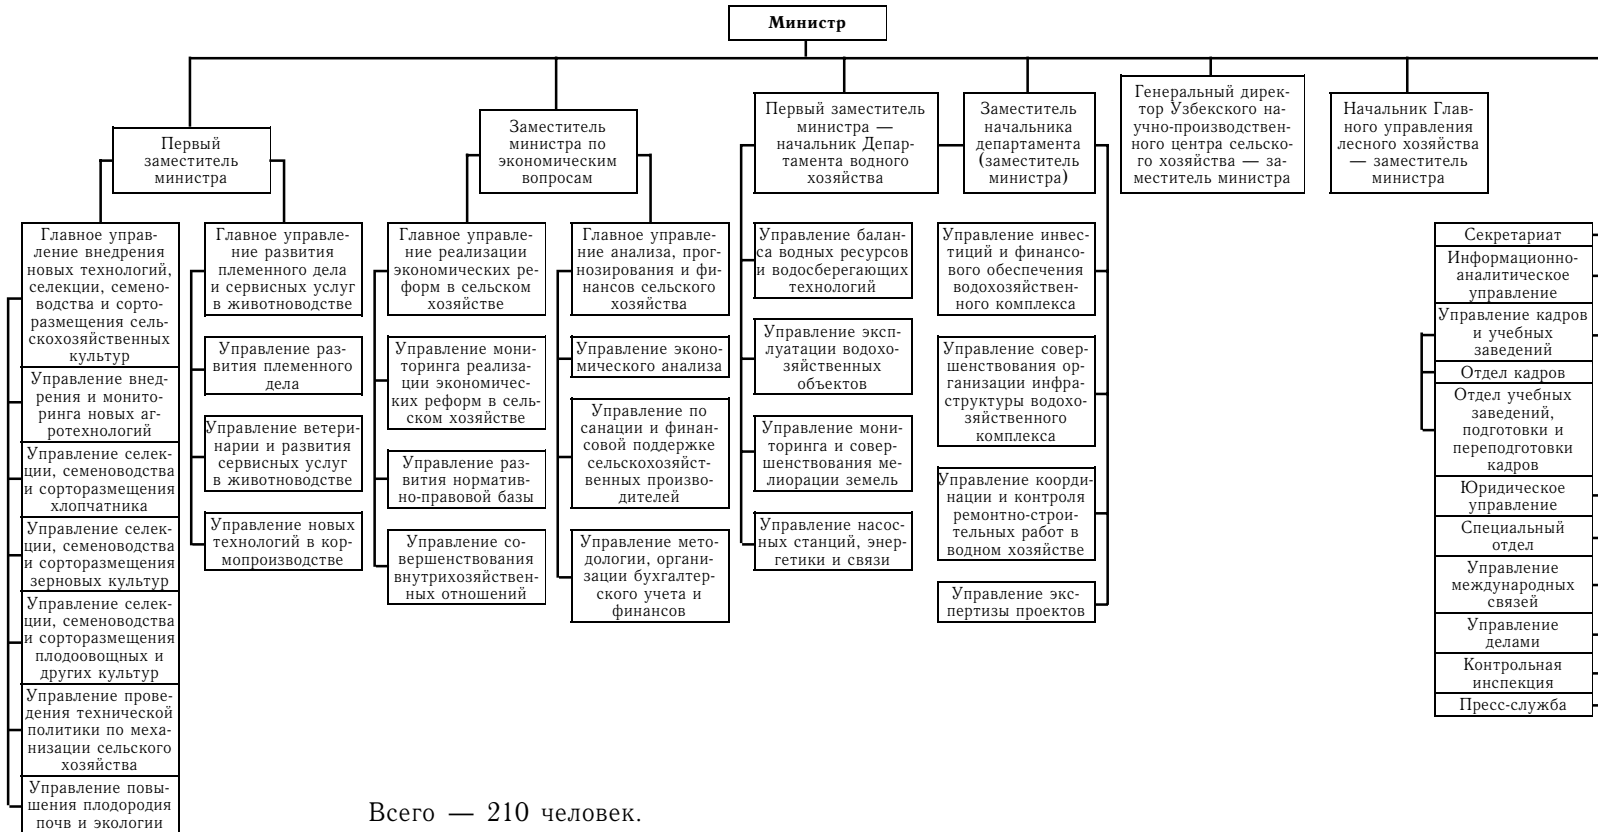 Министр
Первый
заместитель
министра
Заместитель
министра по
экономическим
вопросам
Первый заместитель
министра —
начальник Депар-
тамента водного
хозяйства
Заместитель
начальника
департамента
(заместитель
министра)
Генеральный дирек-
тор Узбекского на-
учно-производствен-
ного центра сельско-
го хозяйства — за-
меститель министра
Начальник Глав-
ного управления
лесного хозяйства
— заместитель
министра
Главное управ-
ление внедрения
новых технологий,
селекции, семено-
водства и сорто-
размещения сель-
скохозяйственных
культур
Управление внед-
рения и монито-
ринга новых аг-
ротехнологий
Управление селек-
ции, семеноводства
и сорторазмещения
хлопчатника
Управление селек-
ции, семеноводства
и сорторазмещения
зерновых культур
Управление селек-
ции, семеноводства
и сорторазмещения
плодоовощных и
других культур
Управление прове-
дения технической
политики по меха-
низации сельского
хозяйства
Управление повы-
шения плодородия
почв и экологии
Главное управле-
ние развития
племенного дела
и сервисных услуг
в животноводстве
Управление раз-
вития племенного
дела
Управление ветери-
нарии и развития
сервисных услуг
в животноводстве
Управление новых
технологий в кор-
мопроизводстве
Главное управле-
ние реализации
экономических ре-
форм в сельском
хозяйстве
Управление мони-
торинга реализа-
ции экономичес-
ких реформ в сель-
ском хозяйстве
Управление раз-
вития норматив-
но-правовой базы
Управление со-
вершенствования
внутрихозяйствен-
ных отношений
Главное управле-
ние анализа, прог-
нозирования и фи-
нансов сельского
хозяйства
Управление эконо-
мического анализа
Управление по
санации и финан-
совой поддержке
сельскохозяйст-
венных произво-
дителей
Управление мето-
дологии, органи-
зации бухгалтер-
ского учета и
финансов
Управление балан-
са водных ресурсов
и водосберегающих
технологий
Управление эксп-
луатации водохо-
зяйственных
объектов
Управление мони-
торинга и совер-
шенствования ме-
лиорации земель
Управление насос-
ных станций, энер-
гетики и связи
Управление инвес-
тиций и финансо-
вого обеспечения
водохозяйствен-
ного комплекса
Управление совер-
шенствования ор-
ганизации инфра-
структуры водохо-
зяйственного
комплекса
Управление коорди-
нации и контроля
ремонтно-строи-
тельных работ в
водном хозяйстве
Управление экс-
пертизы проектов
Секретариат
Информационно-
аналитическое
управление
Управление кадров
и учебных
заведений
Отдел кадров
Отдел учебных
заведений,
подготовки и
переподготовки
кадров
Юридическое
управление
Специальный
отдел
Управление
международных
связей
Управление
делами
Контрольная
инспекция
Пресс-служба
Всего — 210 человек.